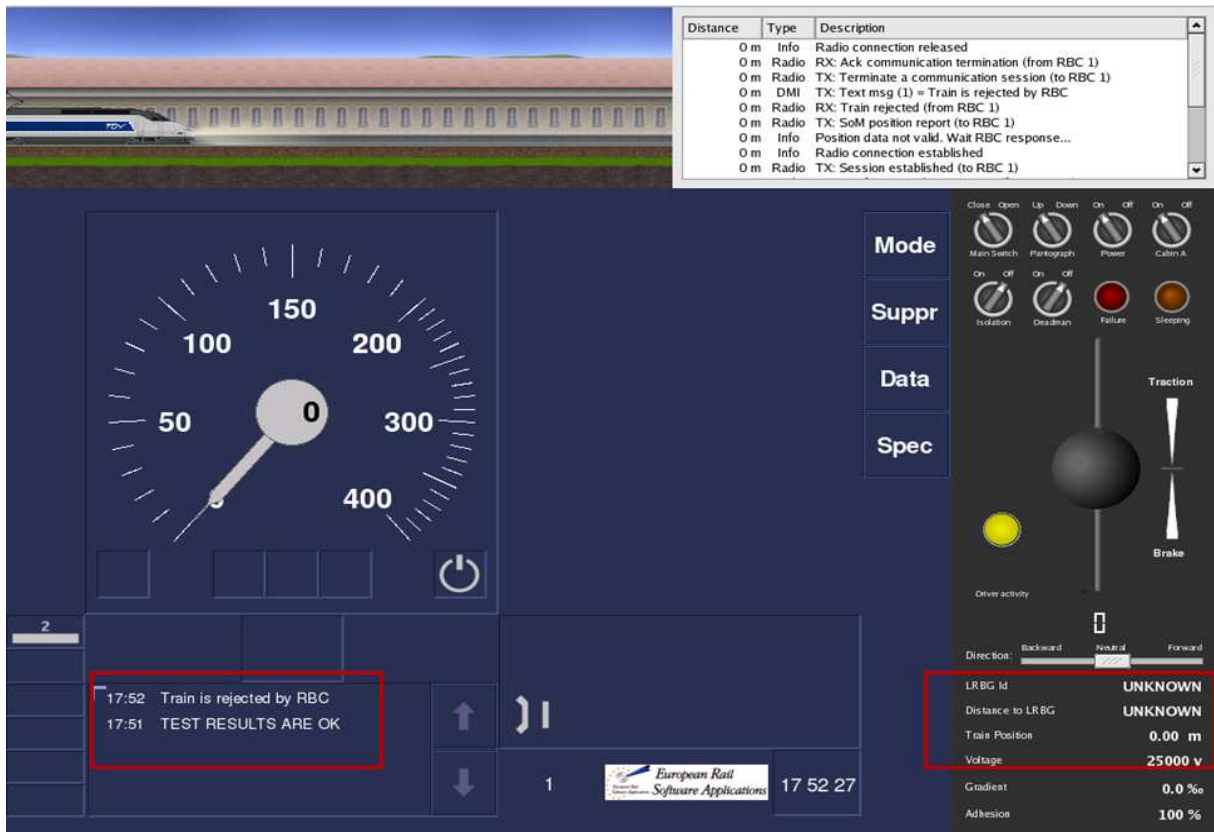 Distance Type Description
0 m Info Radio connection released
0 m Radio RX: Ack communication termination (from RBC 1)
0 m Radio TX: Terminate a communication session (to RBC 1)
0 m DMI TX: Text msg (1) = Train is rejected by RBC
0 m Radio RX: Train rejected (from RBC 1)
0 m Radio TX: SoM position report (to RBC 1)
0 m Info Position data not valid. Wait RBC response...
0 m Info Radio connection established
0 m Radio TX: Session established (to RBC 1)
Close Open Up Down On Off On Off
Main Switch Pantograph Power Cabin A
On Off On Off
Isolation Deadman Failure Sleeping
Mode
Suppr
Data
Spec
150
100 200
50 0 300
400
Traction
Brake
Driver activity
0
Backward Neutral Forward
Direction:
2
17:52 Train is rejected by RBC
17:51 TEST RESULTS ARE OK
1
European Rail
Software Applications
17 52 27
LRBG Id UNKNOWN
Distance to LRBG UNKNOWN
Train Position 0.00 m
Voltage 25000 v
Gradient 0.0 ‰
Adhesion 100 %